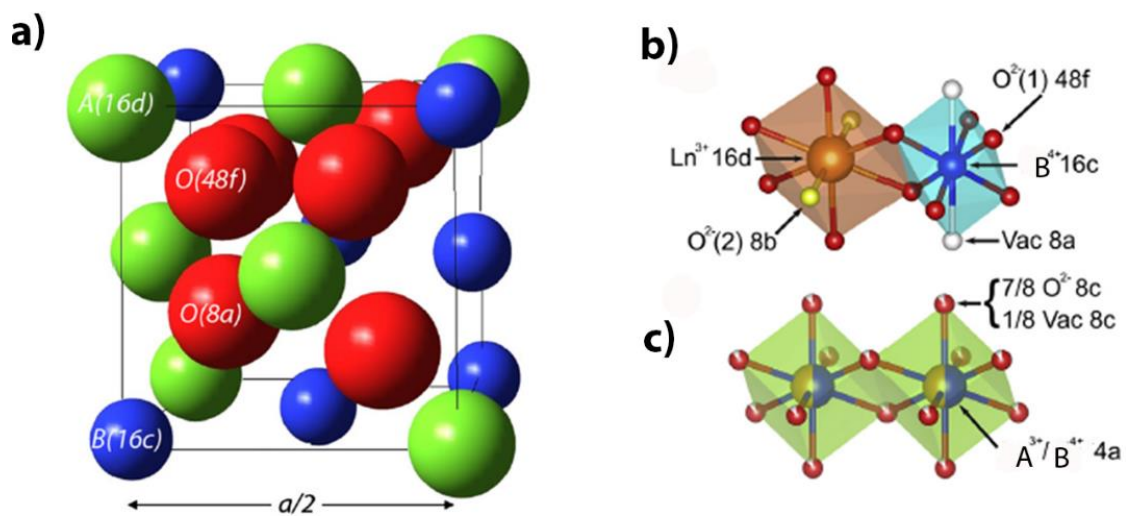 a)
A(16d)
O(48f)
O(8a)
B(16c)
a/2
b)
O²⁻(1) 48f
Ln³⁺ 16d
B⁴⁺ 16c
O²⁻(2) 8b
Vac 8a
c)
7/8 O²⁻ 8c
1/8 Vac 8c
A³⁺/B⁴⁺ 4a